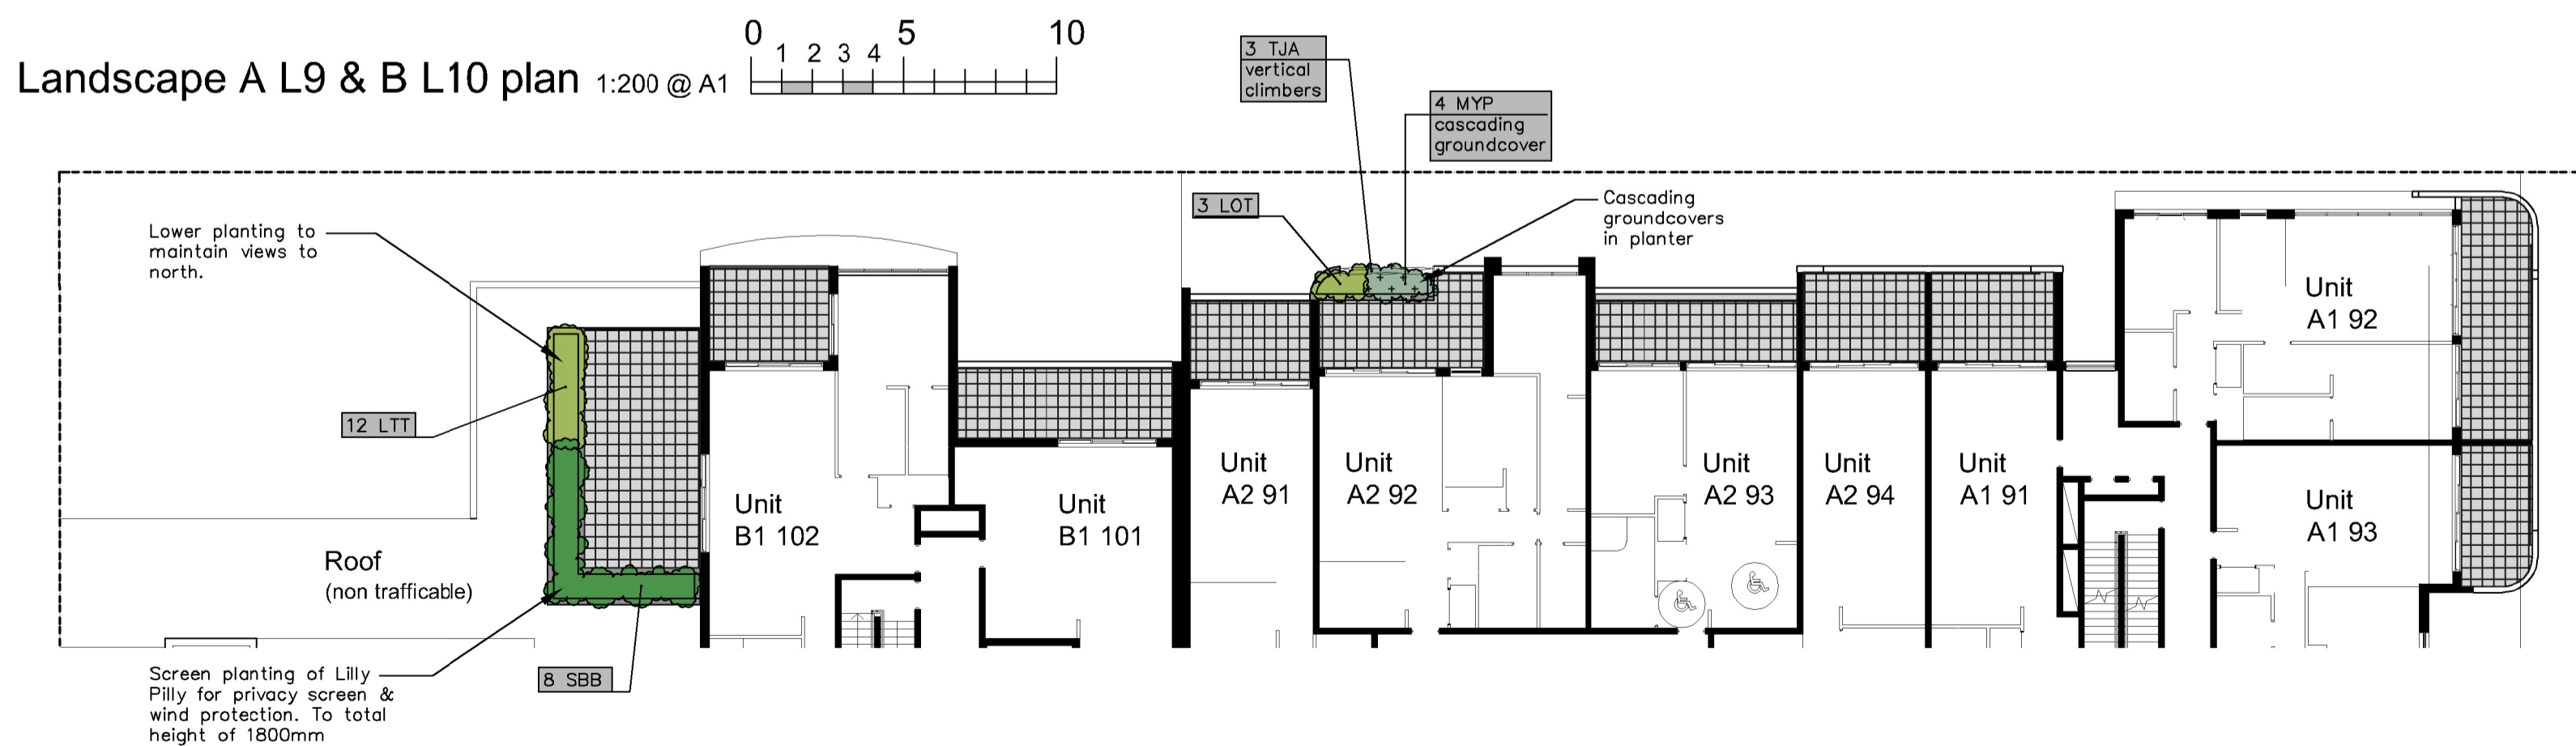 Landscape A L9 & B L10 plan 1:200 @ A1
0 5 10
1 2 3 4
3 TJA
vertical
climbers
4 MYP
cascading
groundcover
3 LOT
Cascading
groundcovers
in planter
Lower planting to
maintain views to
north.
12 LTT
Roof
(non trafficable)
Screen planting of Lilly
Pilly for privacy screen &
wind protection. To total
height of 1800mm
8 SBB
Unit
B1 102
Unit
B1 101
Unit
A2 91
Unit
A2 92
Unit
A2 93
Unit
A2 94
Unit
A1 91
Unit
A1 92
Unit
A1 93